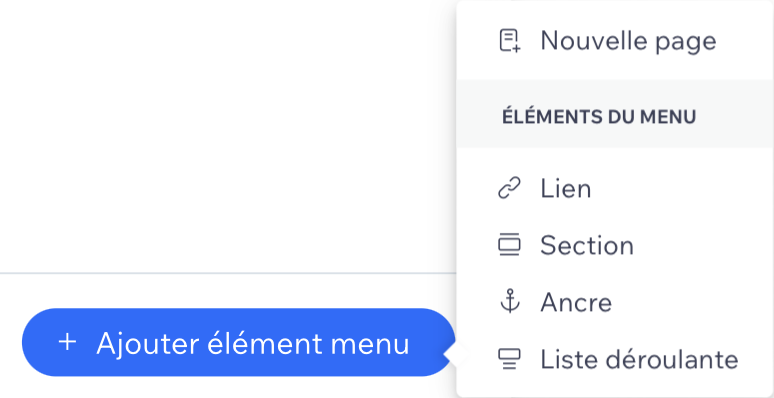 Nouvelle page
ÉLÉMENTS DU MENU
Lien
Section
Ancre
Liste déroulante
+ Ajouter élément menu